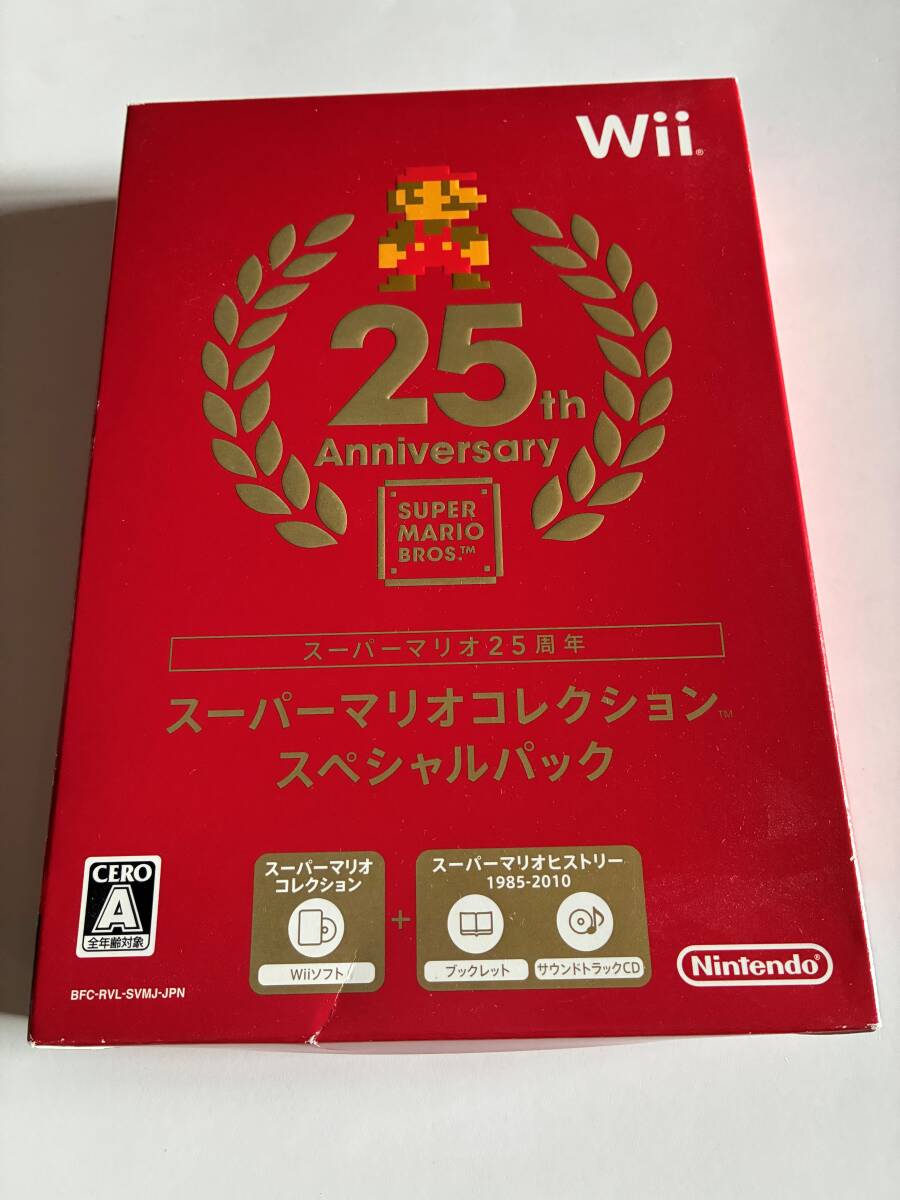 Wii®
25th
Anniversary
SUPER
MARIO
BROS.™
スーパーマリオ25周年
スーパーマリオコレクション™
スペシャルパック
CERO
A
全年齢対象
スーパーマリオ
コレクション
Wiiソフト
+
スーパーマリオヒストリー
1985-2010
ブックレット
サウンドトラックCD
Nintendo®
BFC-RVL-SVMJ-JPN